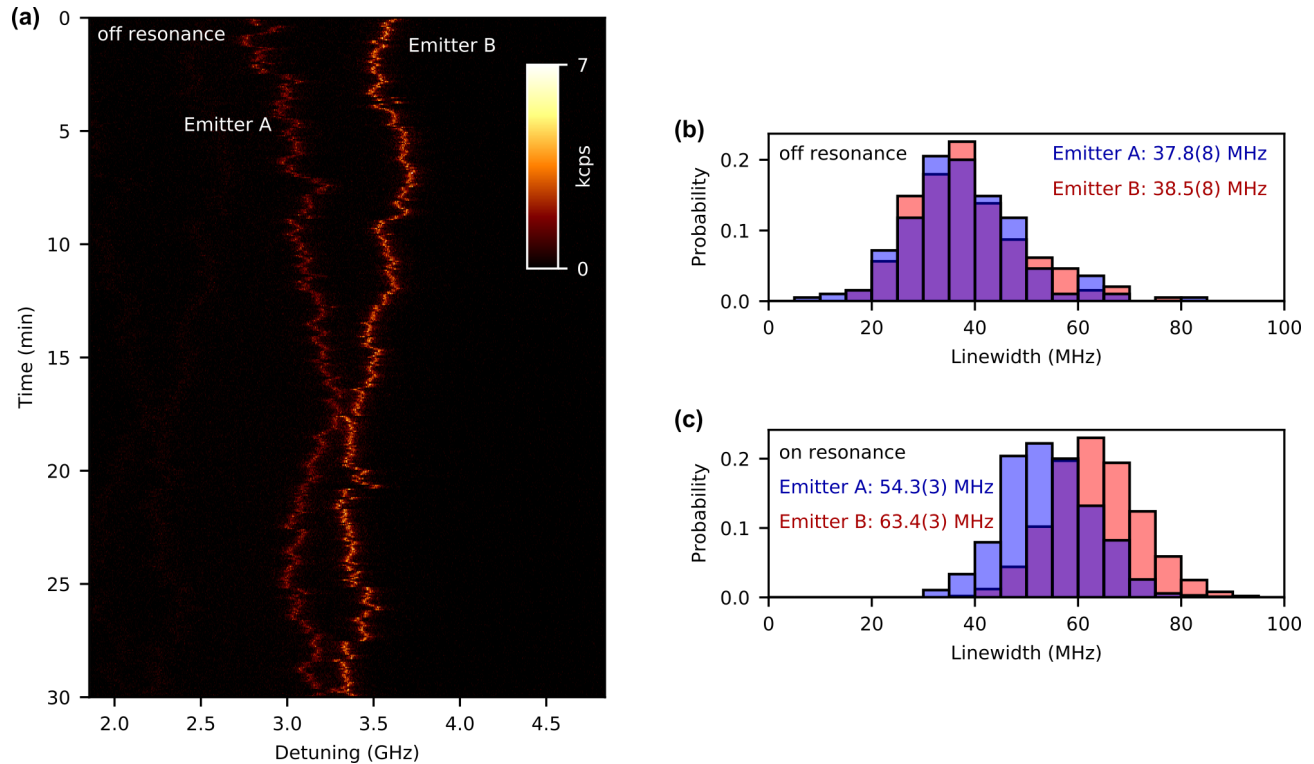 (a)
off resonance
Emitter B
Emitter A
7
0
kcps
0
5
10
15
20
25
30
Time (min)
2.0 2.5 3.0 3.5 4.0 4.5
Detuning (GHz)
(b)
off resonance
Emitter A: 37.8(8) MHz
Emitter B: 38.5(8) MHz
0.2
0.1
0.0
Probability
0 20 40 60 80 100
Linewidth (MHz)
(c)
on resonance
Emitter A: 54.3(3) MHz
Emitter B: 63.4(3) MHz
0.2
0.1
0.0
Probability
0 20 40 60 80 100
Linewidth (MHz)